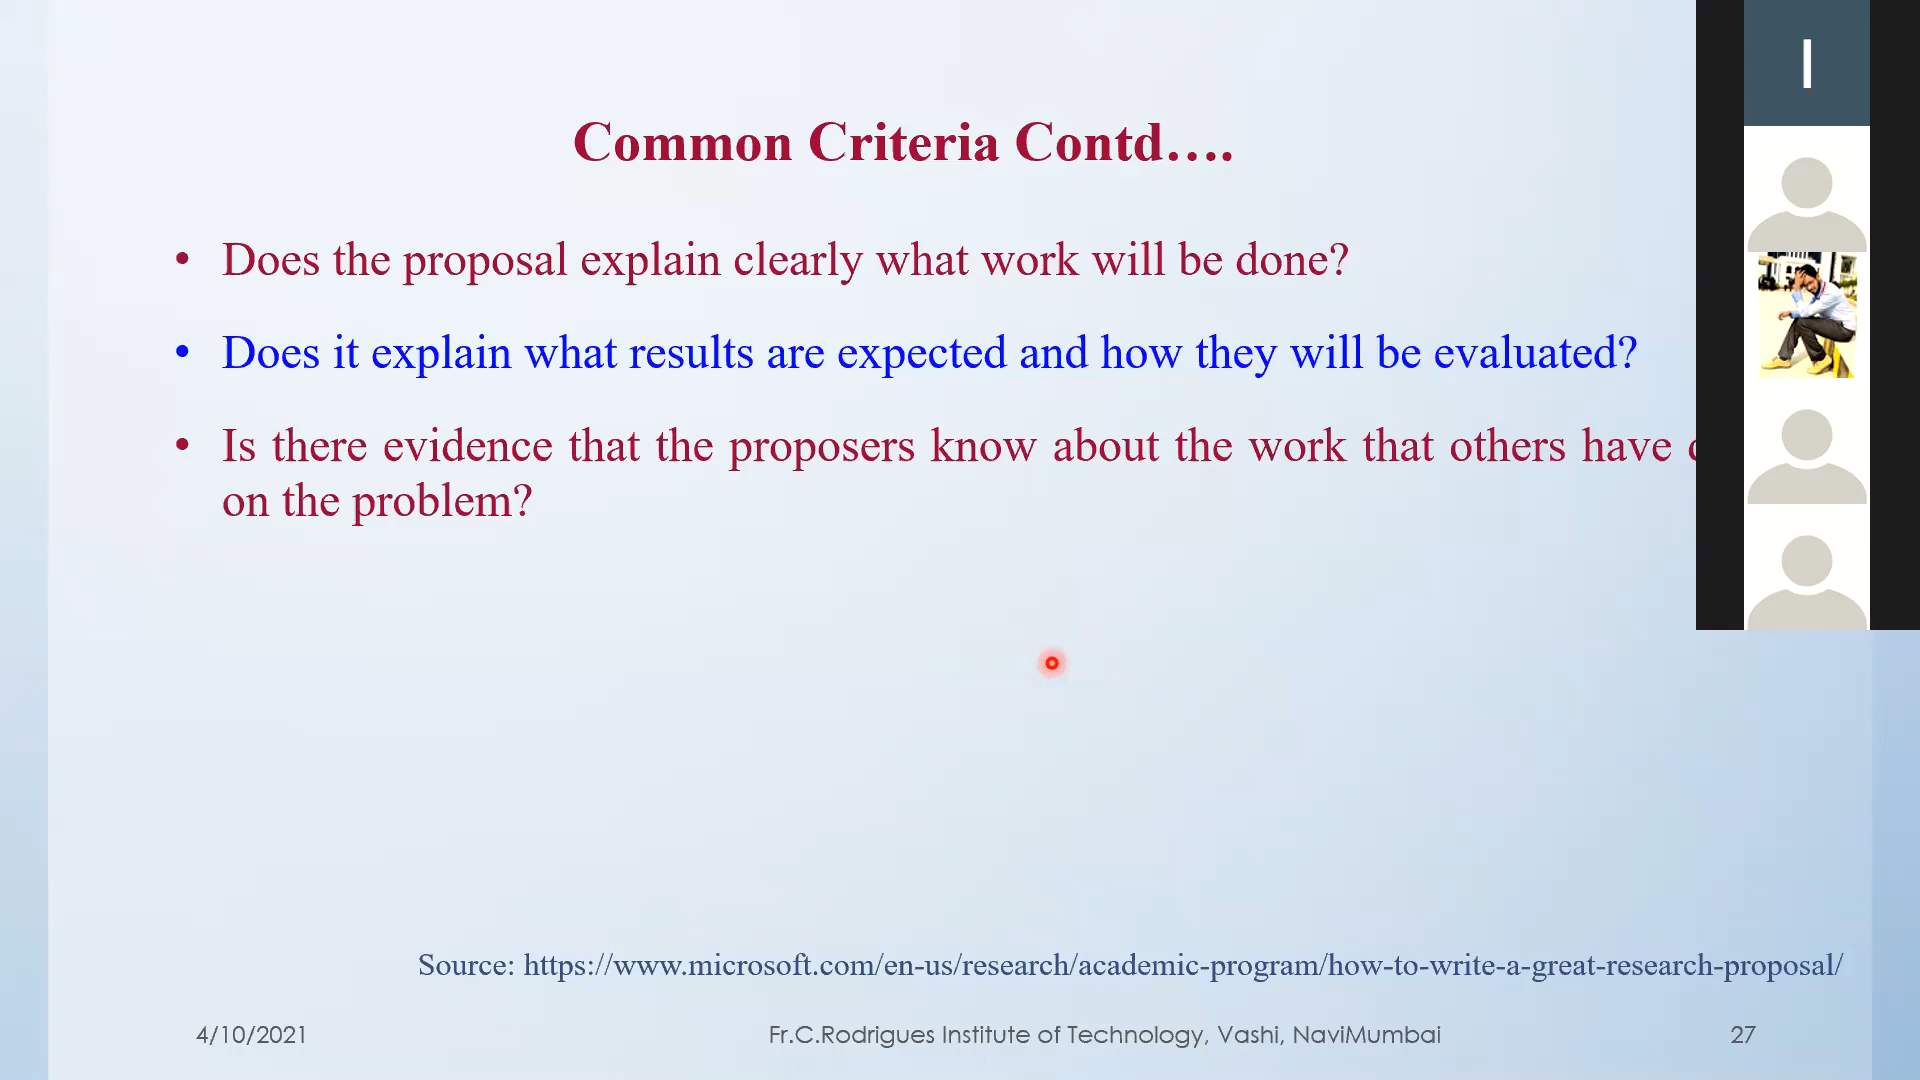 Common Criteria Contd….
• Does the proposal explain clearly what work will be done?
• Does it explain what results are expected and how they will be evaluated?
• Is there evidence that the proposers know about the work that others have
on the problem?
Source: https://www.microsoft.com/en-us/research/academic-program/how-to-write-a-great-research-proposal/
4/10/2021
Fr.C.Rodrigues Institute of Technology, Vashi, NaviMumbai
27